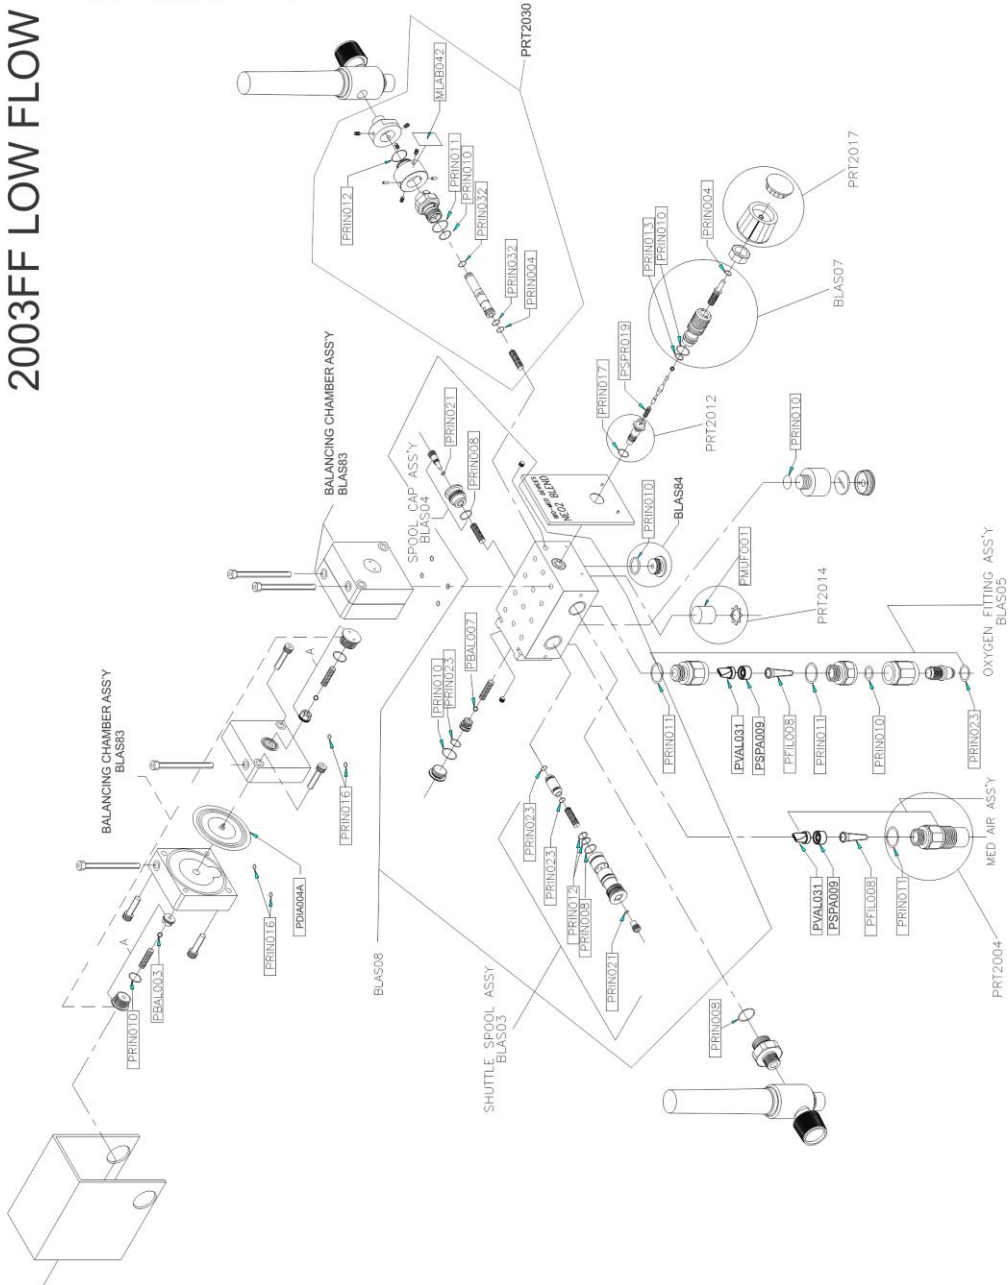 2003FF LOW FLOW
PRT2030
MLAB042
PRIN012
PRIN011
PRIN010
PRIN032
PRIN032
PRIN004
PRT2017
PRIN004
PRIN013
PRIN010
BLAS07
PSPR019
PRIN017
PRT2012
BALANCING CHAMBER ASS'Y
BLAS83
SPOOL CAP ASS'Y
BLAS04
PRIN021
PRIN008
NEO2 BLEND
PRIN010
BLAS84
PRIN010
PMUF001
PRT2014
OXYGEN FITTING ASS'Y
BLAS05
PRIN011
PVAL031
PSPA009
PFIL008
PRIN011
PRIN010
PRIN023
BALANCING CHAMBER ASS'Y
BLAS83
A
PRIN016
PRIN010
PRIN023
PBAL007
PDIA004A
PRIN016
A
PBAL003
PRIN010
BLAS08
PRIN023
PRIN023
PRIN012
PRIN008
PRIN021
SHUTTLE SPOOL ASSY
BLAS03
MED AIR ASS'Y
PVAL031
PSPA009
PFIL008
PRIN011
PRT2004
PRIN008